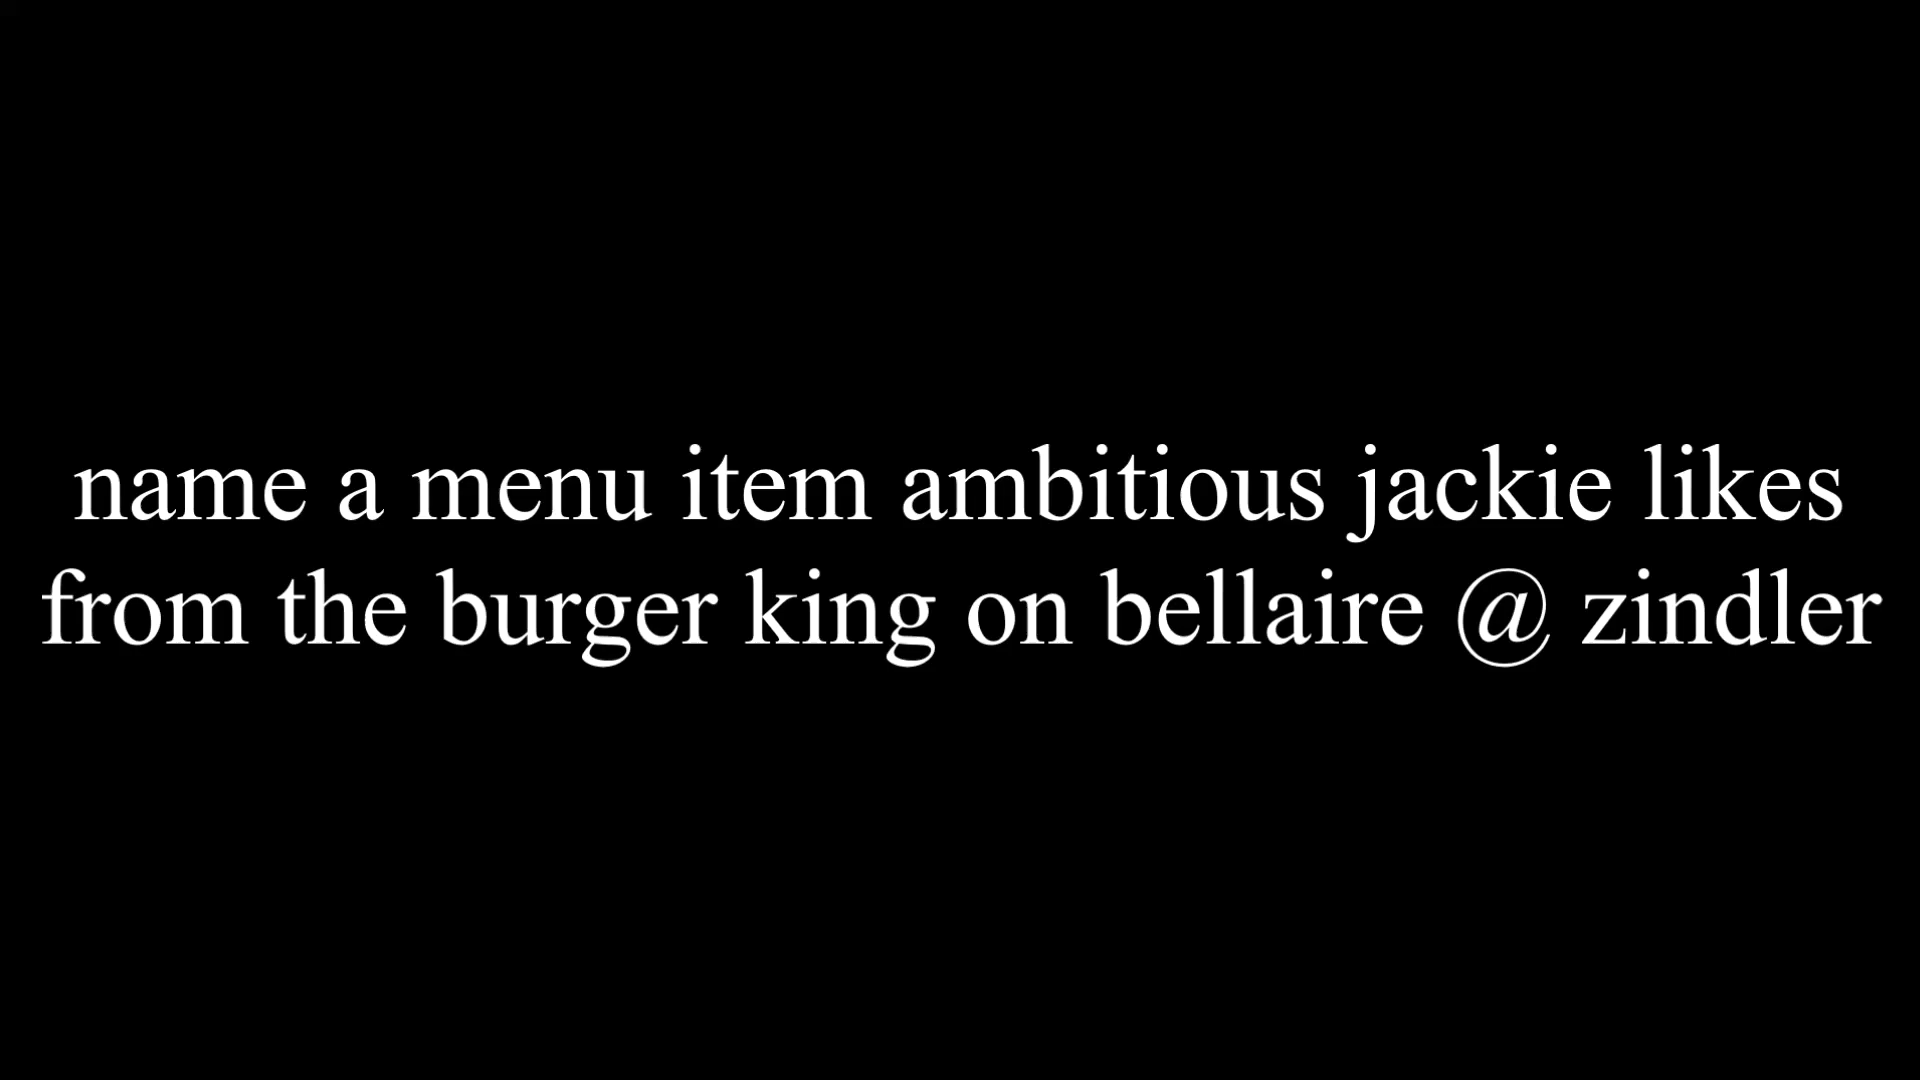 name a menu item ambitious jackie likes
from the burger king on bellaire @ zindler